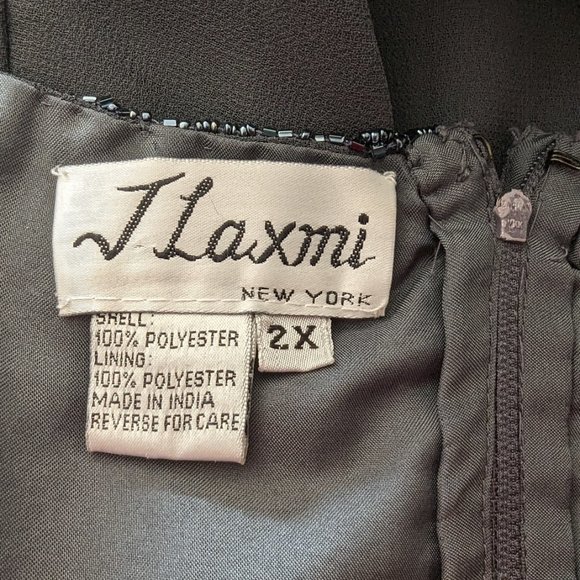 J Laxmi
NEW YORK
SHELL:
100% POLYESTER
LINING:
100% POLYESTER
MADE IN INDIA
REVERSE FOR CARE
2X